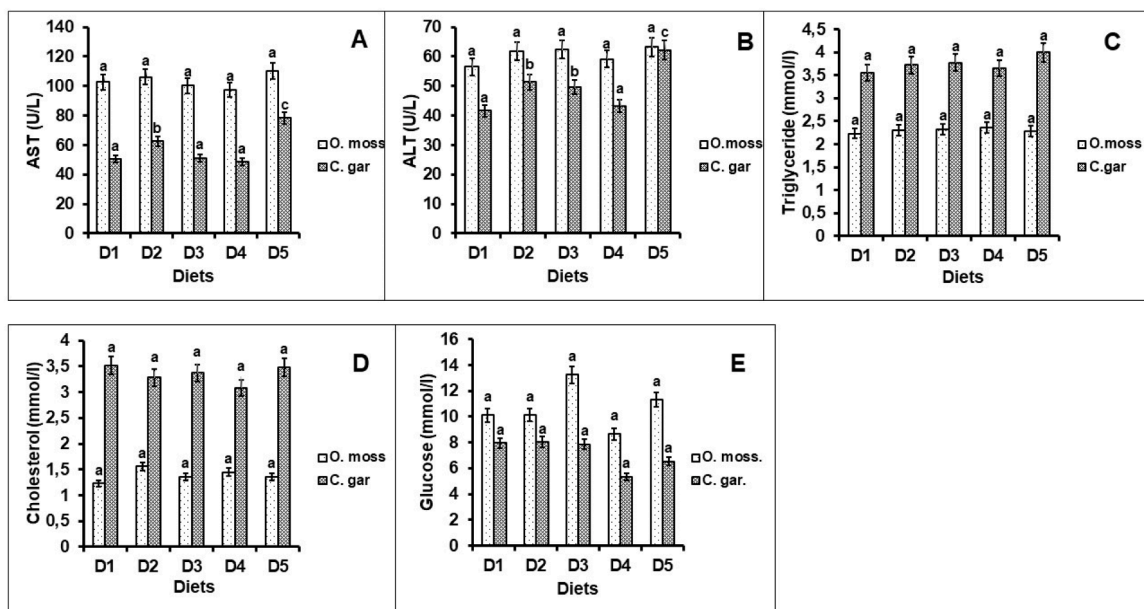 A
AST (U/L)
140
120
100
80
60
40
20
0
a
a
a
a
a
a
b
a
a
c
D1 D2 D3 D4 D5
Diets
O. moss
C. gar
B
ALT (U/L)
70
60
50
40
30
20
10
0
a
a
a
a
a
a
b
b
a
c
D1 D2 D3 D4 D5
Diets
O.moss
C. gar
C
Triglyceride (mmol/l)
4,5
4
3,5
3
2,5
2
1,5
1
0,5
0
a
a
a
a
a
a
a
a
a
a
D1 D2 D3 D4 D5
Diets
O.moss
C.gar
D
Cholesterol (mmol/l)
4
3,5
3
2,5
2
1,5
1
0,5
0
a
a
a
a
a
a
a
a
a
a
D1 D2 D3 D4 D5
Diets
O. moss
C. gar
E
Glucose (mmol/l)
16
14
12
10
8
6
4
2
0
a
a
a
a
a
a
a
a
a
a
D1 D2 D3 D4 D5
Diets
O. moss.
C. gar.